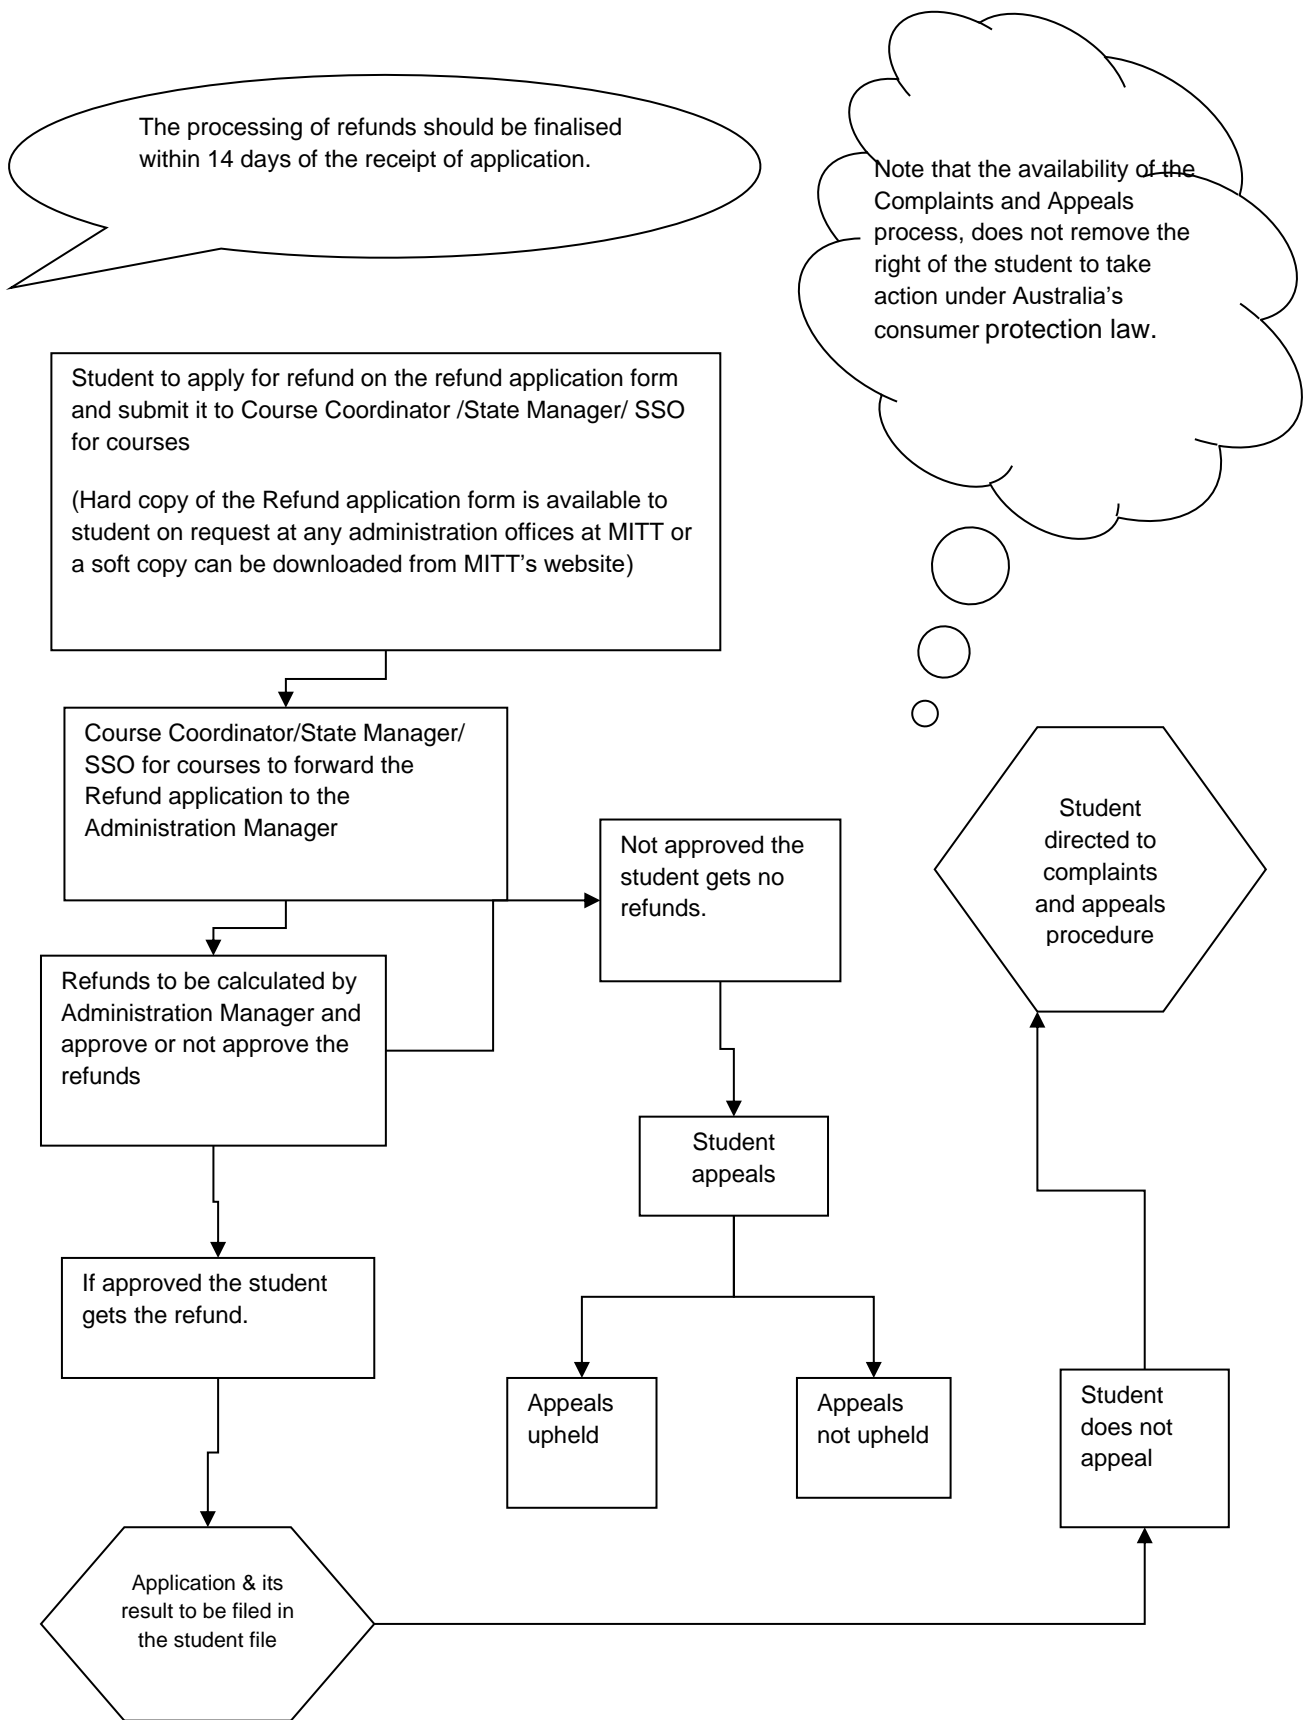 The processing of refunds should be finalised
within 14 days of the receipt of application.
Note that the availability of the
Complaints and Appeals
process, does not remove the
right of the student to take
action under Australia’s
consumer protection law.
Student to apply for refund on the refund application form
and submit it to Course Coordinator /State Manager/ SSO
for courses
(Hard copy of the Refund application form is available to
student on request at any administration offices at MITT or
a soft copy can be downloaded from MITT’s website)
Course Coordinator/State Manager/
SSO for courses to forward the
Refund application to the
Administration Manager
Not approved the
student gets no
refunds.
Student
directed to
complaints
and appeals
procedure
Refunds to be calculated by
Administration Manager and
approve or not approve the
refunds
Student
appeals
If approved the student
gets the refund.
Appeals
upheld
Appeals
not upheld
Student
does not
appeal
Application & its
result to be filed in
the student file